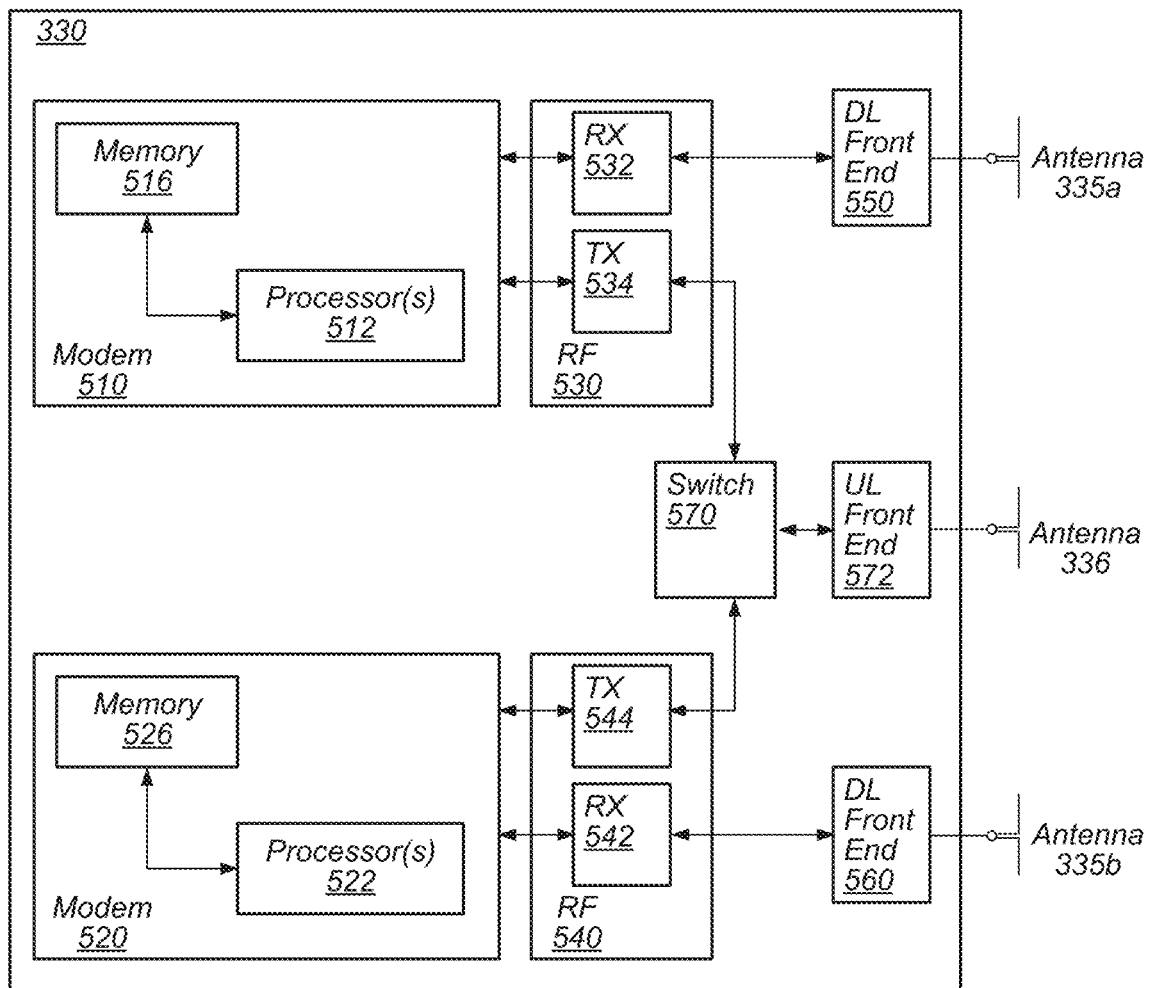 330
Memory
516
Processor(s)
512
Modem
510
RX
532
TX
534
RF
530
DL
Front
End
550
Antenna
335a
Switch
570
UL
Front
End
572
Antenna
336
Memory
526
Processor(s)
522
Modem
520
TX
544
RX
542
RF
540
DL
Front
End
560
Antenna
335b